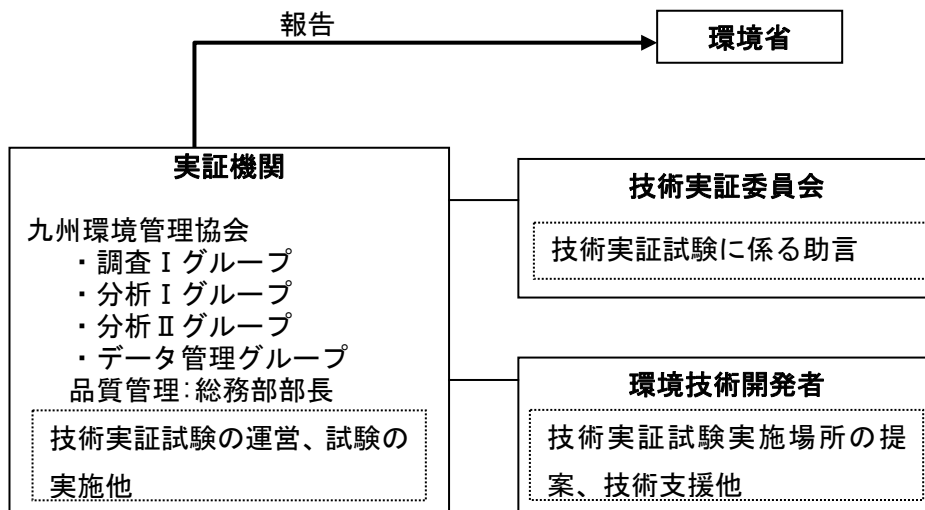 報告
環境省
実証機関
九州環境管理協会
・調査Ⅰグループ
・分析Ⅰグループ
・分析Ⅱグループ
・データ管理グループ
品質管理:総務部部長
技術実証試験の運営、試験の
実施他
技術実証委員会
技術実証試験に係る助言
環境技術開発者
技術実証試験実施場所の提
案、技術支援他